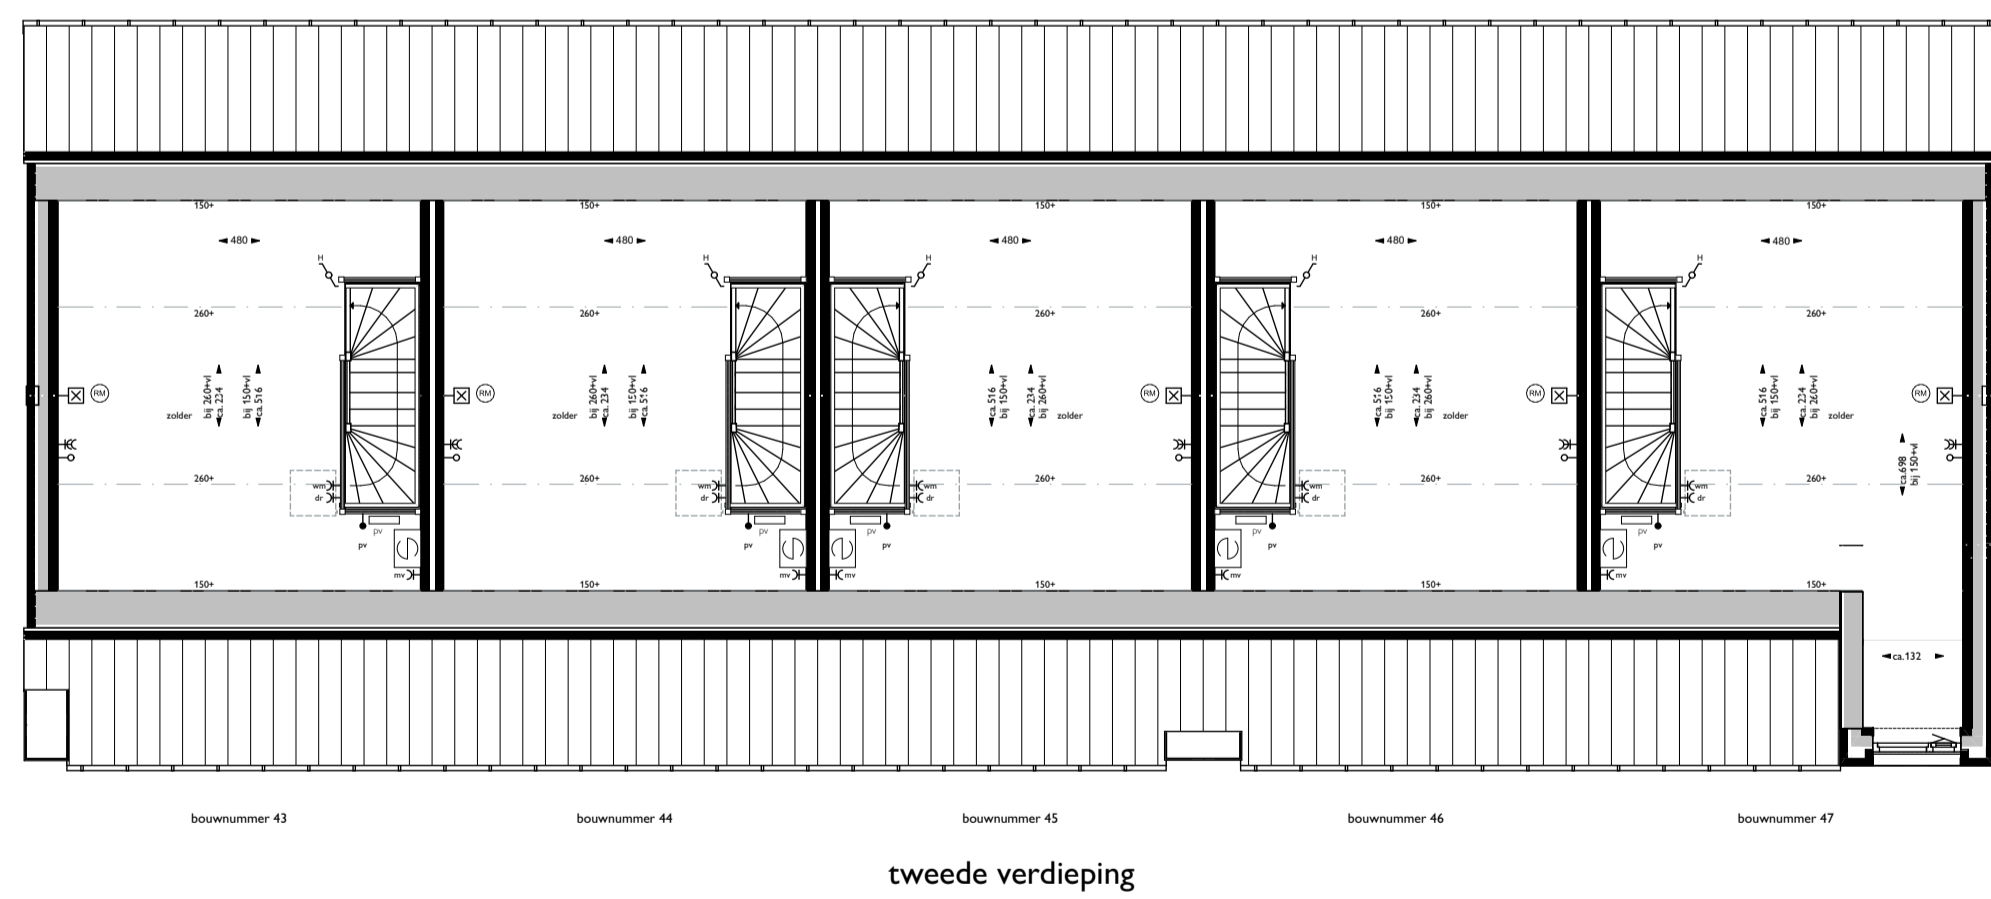 150+
150+
150+
150+
150+
480
480
480
480
480
H
H
H
H
H
260+
260+
260+
260+
260+
RM
zolder
bij 260+vl
ca. 234
bij 150+vl
ca.516
RM
zolder
bij 260+vl
ca. 234
bij 150+vl
ca.516
ca.516
bij 150+vl
ca. 234
bij 260+vl
zolder
RM
ca.516
bij 150+vl
ca. 234
bij 260+vl
zolder
RM
ca.516
bij 150+vl
ca. 234
bij 260+vl
zolder
RM
ca.698
bij 150+vl
260+
260+
260+
260+
260+
wm
dr
wm
dr
wm
dr
wm
dr
wm
dr
pv
pv
pv
pv
pv
pv
pv
pv
pv
pv
mv
mv
mv
mv
mv
150+
150+
150+
150+
150+
ca.132
bouwnummer 43
bouwnummer 44
bouwnummer 45
bouwnummer 46
bouwnummer 47
tweede verdieping